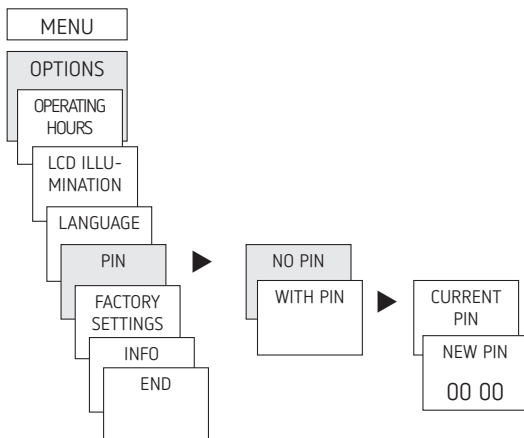 MENU
OPTIONS
OPERATING
HOURS
LCD ILLU-
MINATION
LANGUAGE
PIN
FACTORY
SETTINGS
INFO
END
NO PIN
WITH PIN
CURRENT
PIN
NEW PIN
00 00